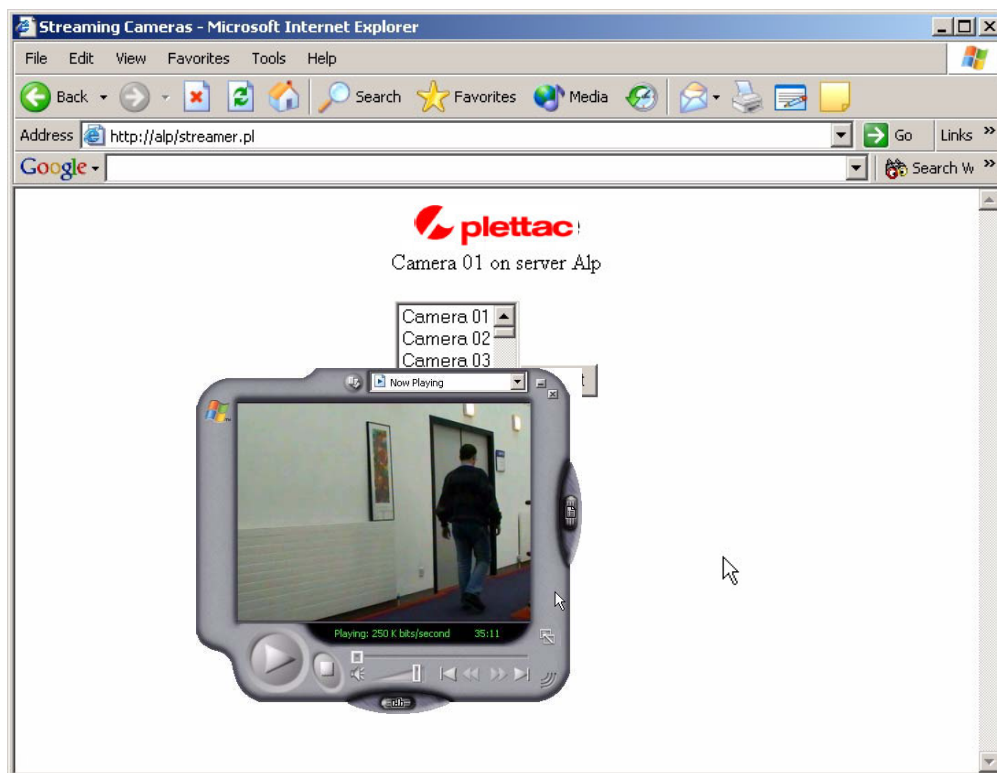 Streaming Cameras - Microsoft Internet Explorer
File Edit View Favorites Tools Help
Back Search Favorites Media
Address http://alp/streamer.pl Go Links »
Google Search W »
plettac
Camera 01 on server Alp
Camera 01
Camera 02
Camera 03
Now Playing
Playing: 250 K bits/second 35:11